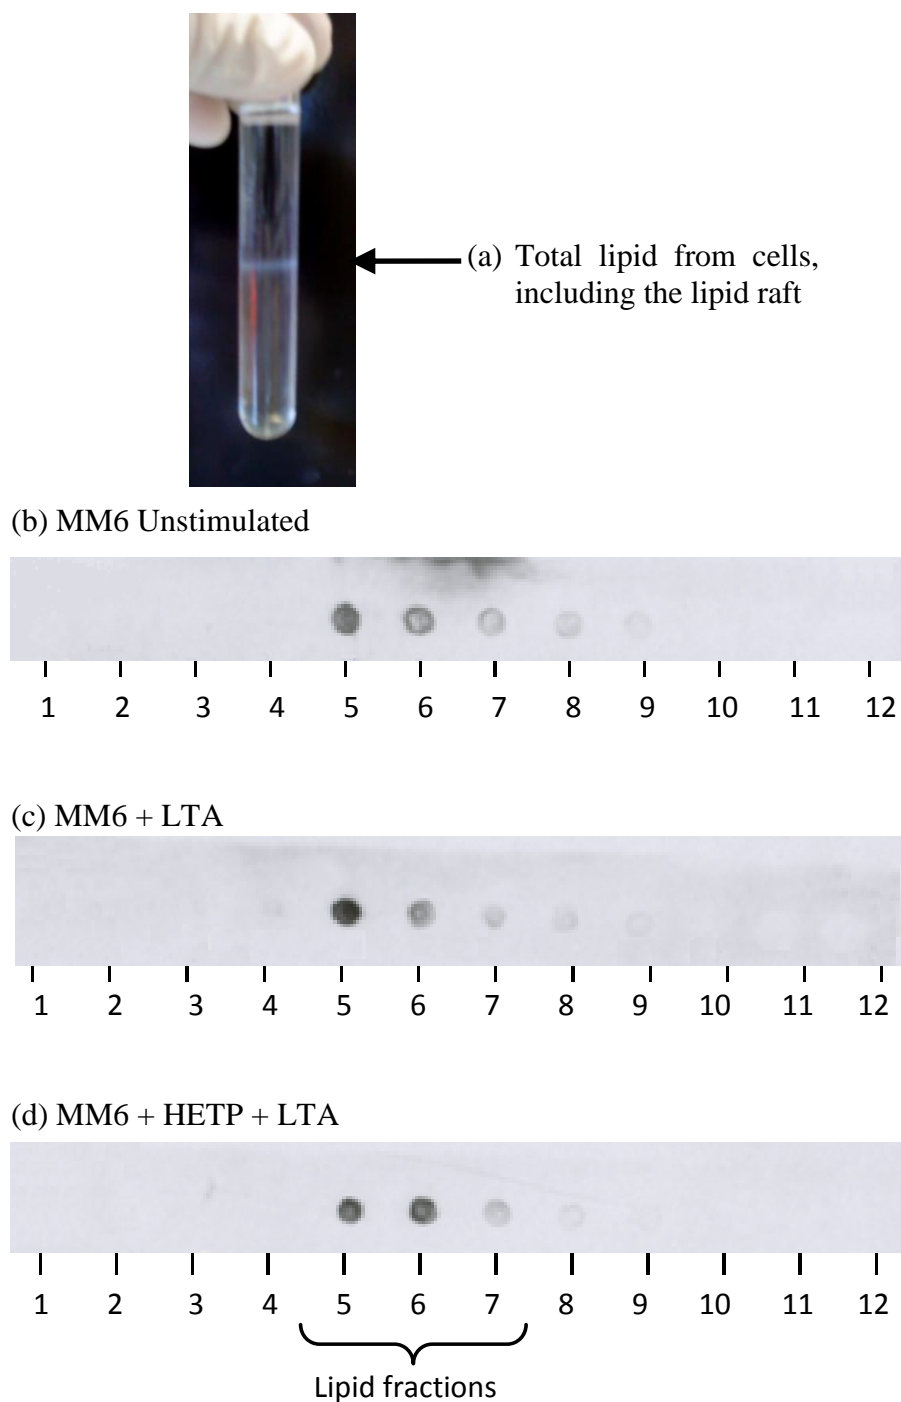 (a) Total lipid from cells,
including the lipid raft
(b) MM6 Unstimulated
1 2 3 4 5 6 7 8 9 10 11 12
(c) MM6 + LTA
1 2 3 4 5 6 7 8 9 10 11 12
(d) MM6 + HETP + LTA
1 2 3 4 5 6 7 8 9 10 11 12
Lipid fractions